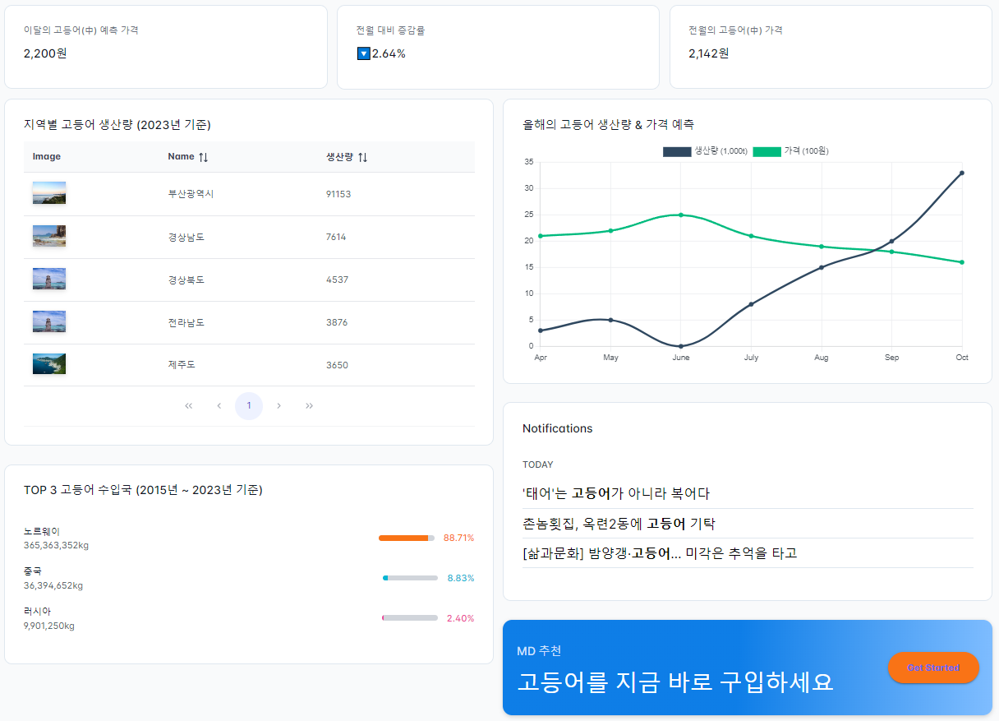 이달의 고등어(中) 예측 가격
2,200원
전월 대비 증감률
🔽2.64%
전월의 고등어(中) 가격
2,142원
지역별 고등어 생산량 (2023년 기준)
Image Name ↑↓ 생산량 ↑↓
부산광역시 91153
경상남도 7614
경상북도 4537
전라남도 3876
제주도 3650
« ‹ 1 › »
TOP 3 고등어 수입국 (2015년 ~ 2023년 기준)
노르웨이
365,363,352kg
88.71%
중국
36,394,652kg
8.83%
러시아
9,901,250kg
2.40%
올해의 고등어 생산량 & 가격 예측
생산량 (1,000t) 가격 (100원)
35
30
25
20
15
10
5
0
Apr May June July Aug Sep Oct
Notifications
TODAY
'태어'는 고등어가 아니라 복어다
존놈횟집, 옥련2동에 고등어 기탁
[삶과문화] 밤양갱·고등어... 미각은 추억을 타고
MD 추천
고등어를 지금 바로 구입하세요
Get Started